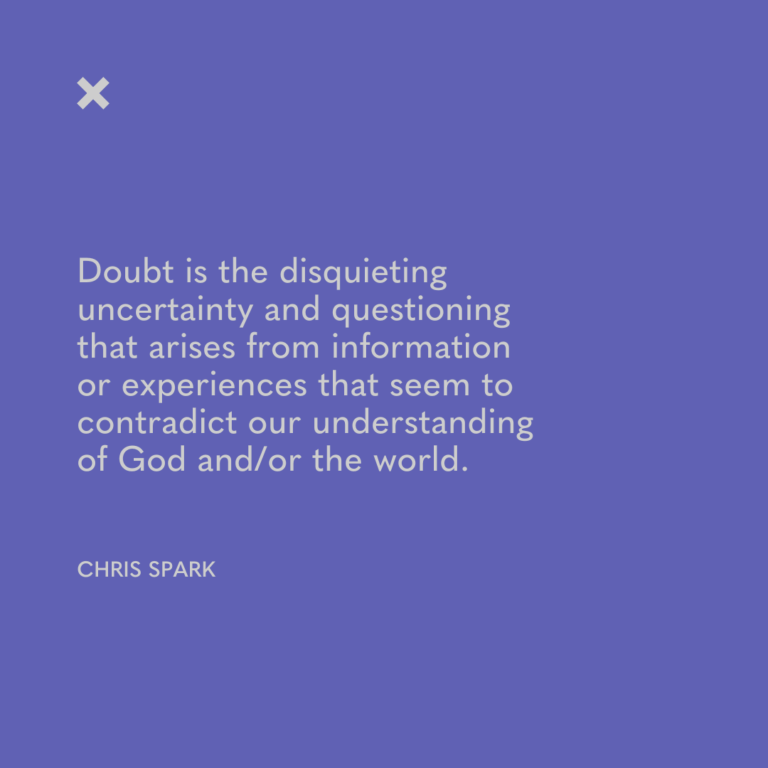 Doubt is the disquieting
uncertainty and questioning
that arises from information
or experiences that seem to
contradict our understanding
of God and/or the world.
CHRIS SPARK